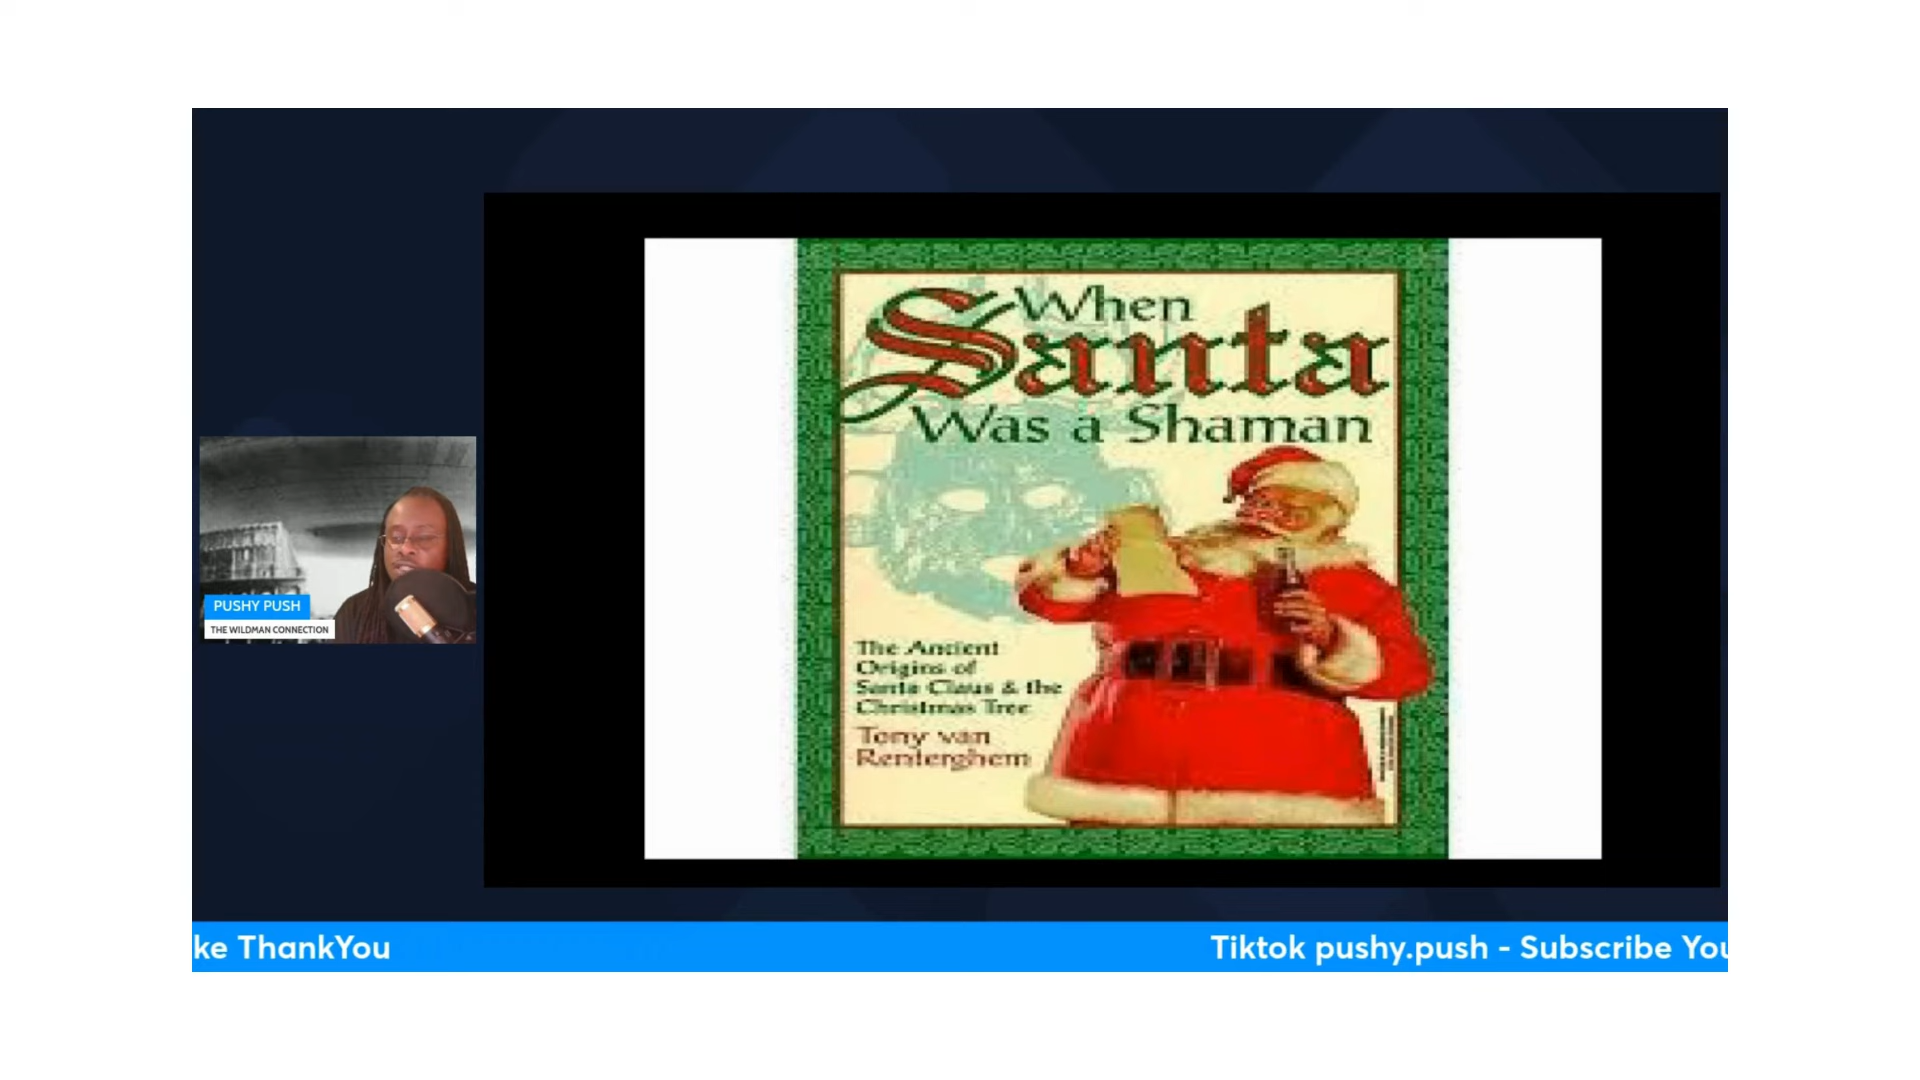 When
Santa
Was a Shaman
The Ancient
Origins of
Santa Claus & the
Christmas Tree
Tony van
Renterghem
PUSHY PUSH
THE WILDMAN CONNECTION
ke ThankYou
Tiktok pushy.push - Subscribe You